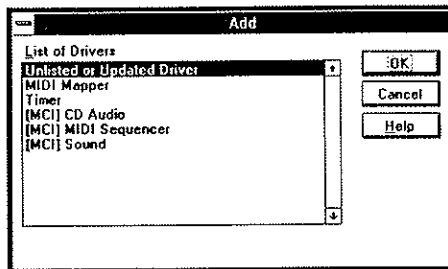 Add
List of Drivers
Unlisted or Updated Driver
MIDI Mapper
Timer
[MCI] CD Audio
[MCI] MIDI Sequencer
[MCI] Sound
OK
Cancel
Help